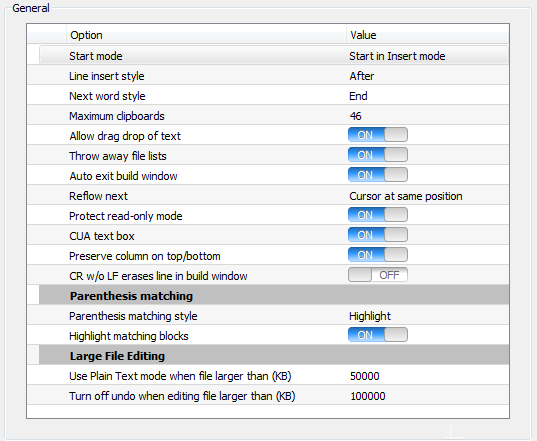 General
Option Value
Start mode Start in Insert mode
Line insert style After
Next word style End
Maximum clipboards 46
Allow drag drop of text ON
Throw away file lists ON
Auto exit build window ON
Reflow next Cursor at same position
Protect read-only mode ON
CUA text box ON
Preserve column on top/bottom ON
CR w/o LF erases line in build window OFF
Parenthesis matching
Parenthesis matching style Highlight
Highlight matching blocks ON
Large File Editing
Use Plain Text mode when file larger than (KB) 50000
Turn off undo when editing file larger than (KB) 100000